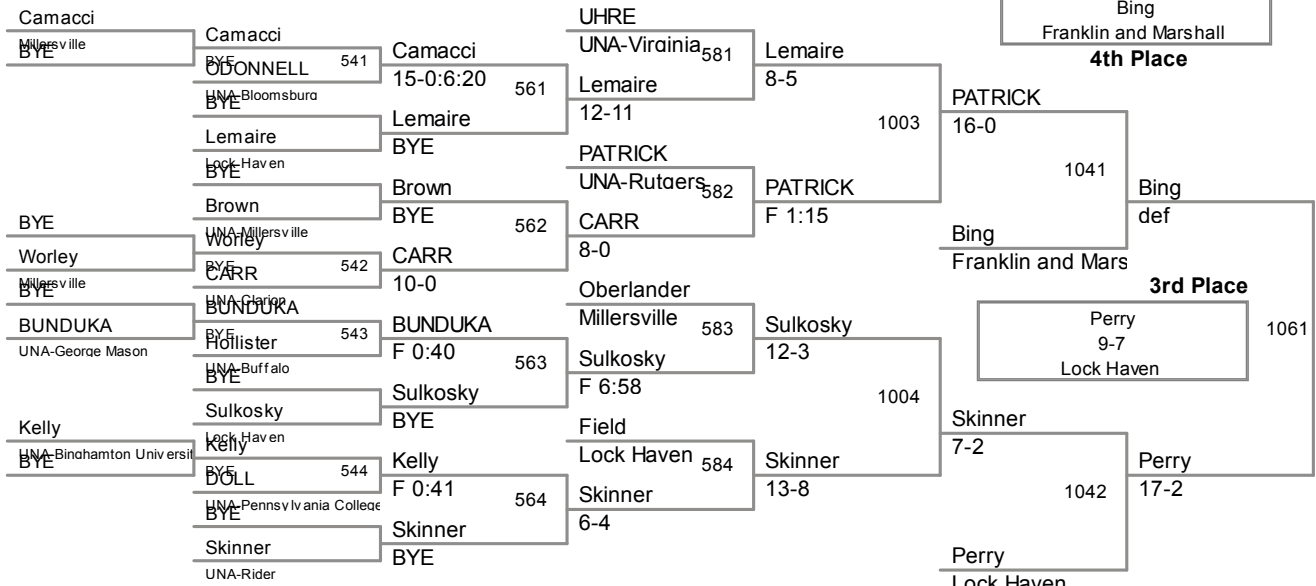 Camacci
Millersville
BYE
BYE
Worley
Millersville
BYE
BUNDUKA
UNA-George Mason
Kelly
UNA-Binghamton Universit
BYE
Camacci
BYE
541
ODONNELL
UNA-Bloomsburg
BYE
Lemaire
Lock Haven
BYE
Brown
UNA-Millersville
Worley
BYE
542
CARR
UNA-Clarion
BUNDUKA
BYE
543
Hollister
UNA-Buffalo
BYE
Sulkosky
Lock Haven
Kelly
BYE
544
DOLL
UNA-Pennsylvania College
BYE
Skinner
UNA-Rider
Camacci
15-0:6:20
561
Lemaire
BYE
Brown
BYE
562
CARR
10-0
BUNDUKA
F 0:40
563
Sulkosky
BYE
Kelly
F 0:41
564
Skinner
BYE
UHRE
UNA-Virginia
581
Lemaire
12-11
PATRICK
UNA-Rutgers
582
CARR
8-0
Oberlander
Millersville
583
Sulkosky
F 6:58
Field
Lock Haven
584
Skinner
6-4
Lemaire
8-5
1003
PATRICK
F 1:15
Sulkosky
12-3
1004
Skinner
13-8
PATRICK
16-0
1041
Bing
Franklin and Mars
Skinner
7-2
1042
Perry
Lock Haven
Bing
def
1061
Perry
17-2
Bing
Franklin and Marshall
4th Place
3rd Place
Perry
9-7
Lock Haven